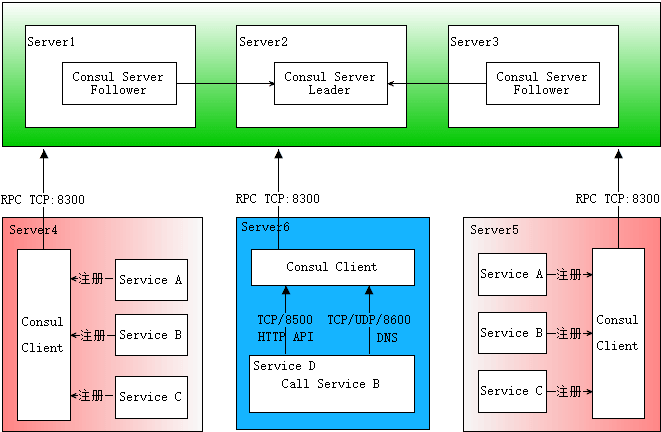 Server1
Consul Server
Follower
Server2
Consul Server
Leader
Server3
Consul Server
Follower
RPC TCP:8300
RPC TCP:8300
RPC TCP:8300
Server4
Consul
Client
注册
Service A
注册
Service B
注册
Service C
Server6
Consul Client
TCP/8500
HTTP API
TCP/UDP/8600
DNS
Service D
Call Service B
Server5
Service A
注册
Service B
注册
Service C
注册
Consul
Client